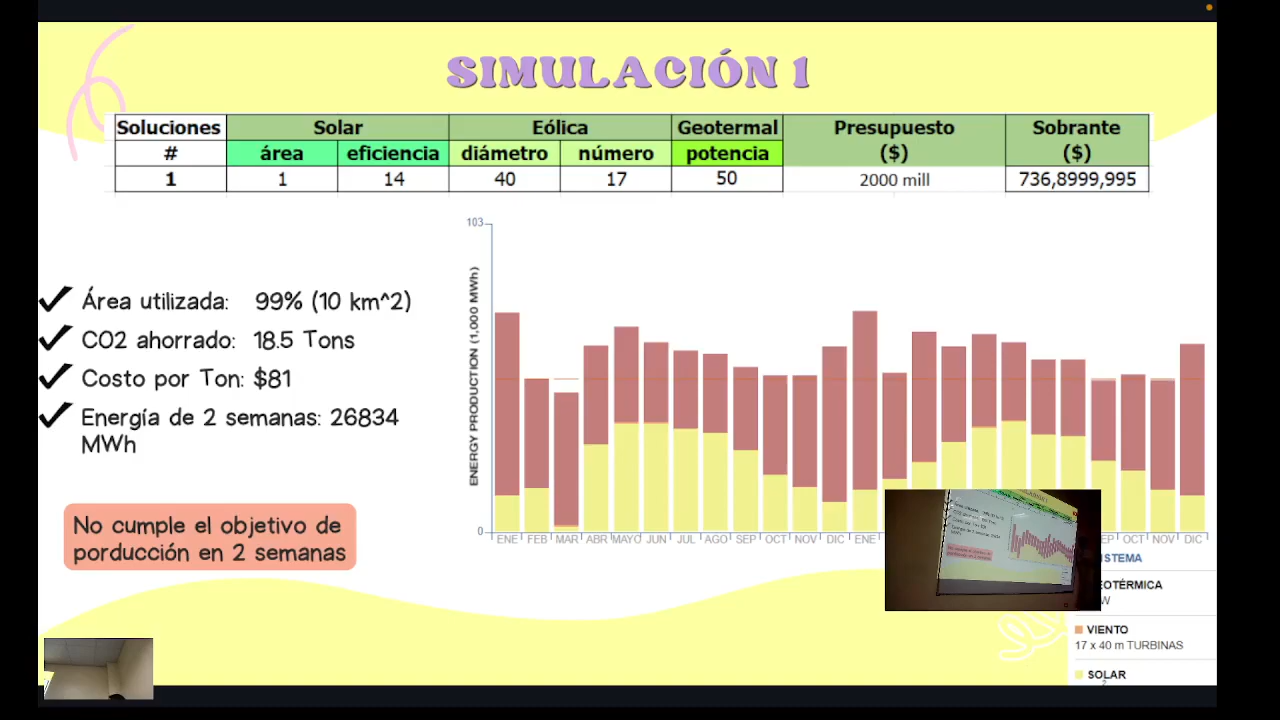 SIMULACIÓN 1
Soluciones Solar Eólica Geotermal Presupuesto ($) Sobrante ($)
# área eficiencia diámetro número potencia
1 1 14 40 17 50 2000 mill 736,8999,995
Área utilizada: 99% (10 km^2)
CO2 ahorrado: 18.5 Tons
Costo por Ton: $81
Energía de 2 semanas: 26834
MWh
No cumple el objetivo de
porducción en 2 semanas
103
ENERGY PRODUCTION (1,000 MWh)
0
ENE FEB MAR ABR MAYO JUN JUL AGO SEP OCT NOV DIC ENE EP OCT NOV DIC
ISTEMA
EOTÉRMICA
W
VIENTO
17 x 40 m TURBINAS
SOLAR
2